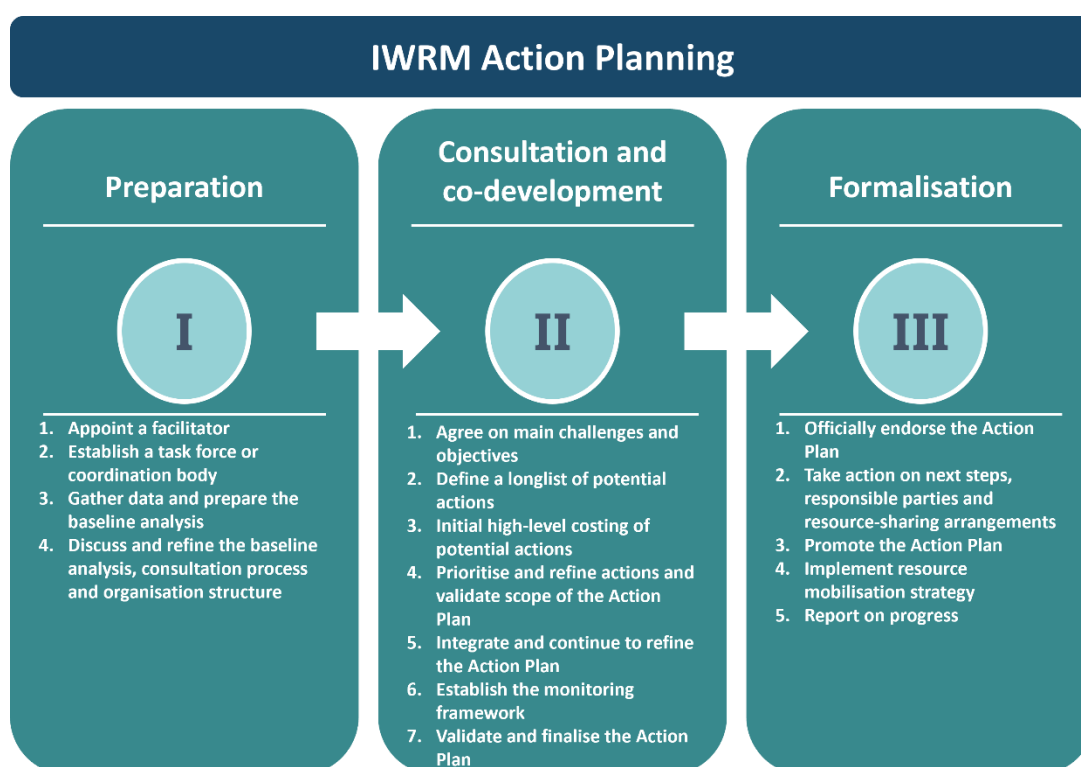 IWRM Action Planning
Preparation
I
1. Appoint a facilitator
2. Establish a task force or
coordination body
3. Gather data and prepare the
baseline analysis
4. Discuss and refine the baseline
analysis, consultation process
and organisation structure
Consultation and
co-development
II
1. Agree on main challenges and
objectives
2. Define a longlist of potential
actions
3. Initial high-level costing of
potential actions
4. Prioritise and refine actions and
validate scope of the Action
Plan
5. Integrate and continue to refine
the Action Plan
6. Establish the monitoring
framework
7. Validate and finalise the Action
Plan
Formalisation
III
1. Officially endorse the Action
Plan
2. Take action on next steps,
responsible parties and
resource-sharing arrangements
3. Promote the Action Plan
4. Implement resource
mobilisation strategy
5. Report on progress